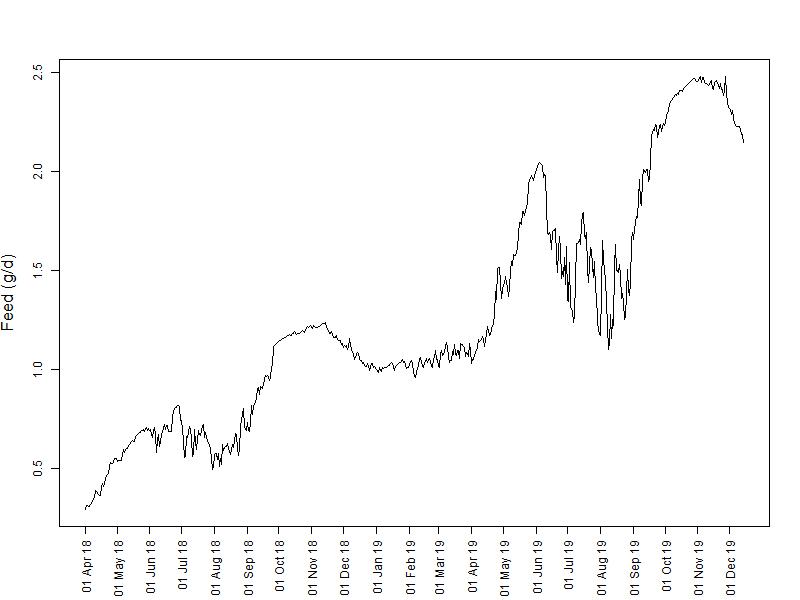 Feed (g/d)
2.5
2.0
1.5
1.0
0.5
01 Apr 18
01 May 18
01 Jun 18
01 Jul 18
01 Aug 18
01 Sep 18
01 Oct 18
01 Nov 18
01 Dec 18
01 Jan 19
01 Feb 19
01 Mar 19
01 Apr 19
01 May 19
01 Jun 19
01 Jul 19
01 Aug 19
01 Sep 19
01 Oct 19
01 Nov 19
01 Dec 19